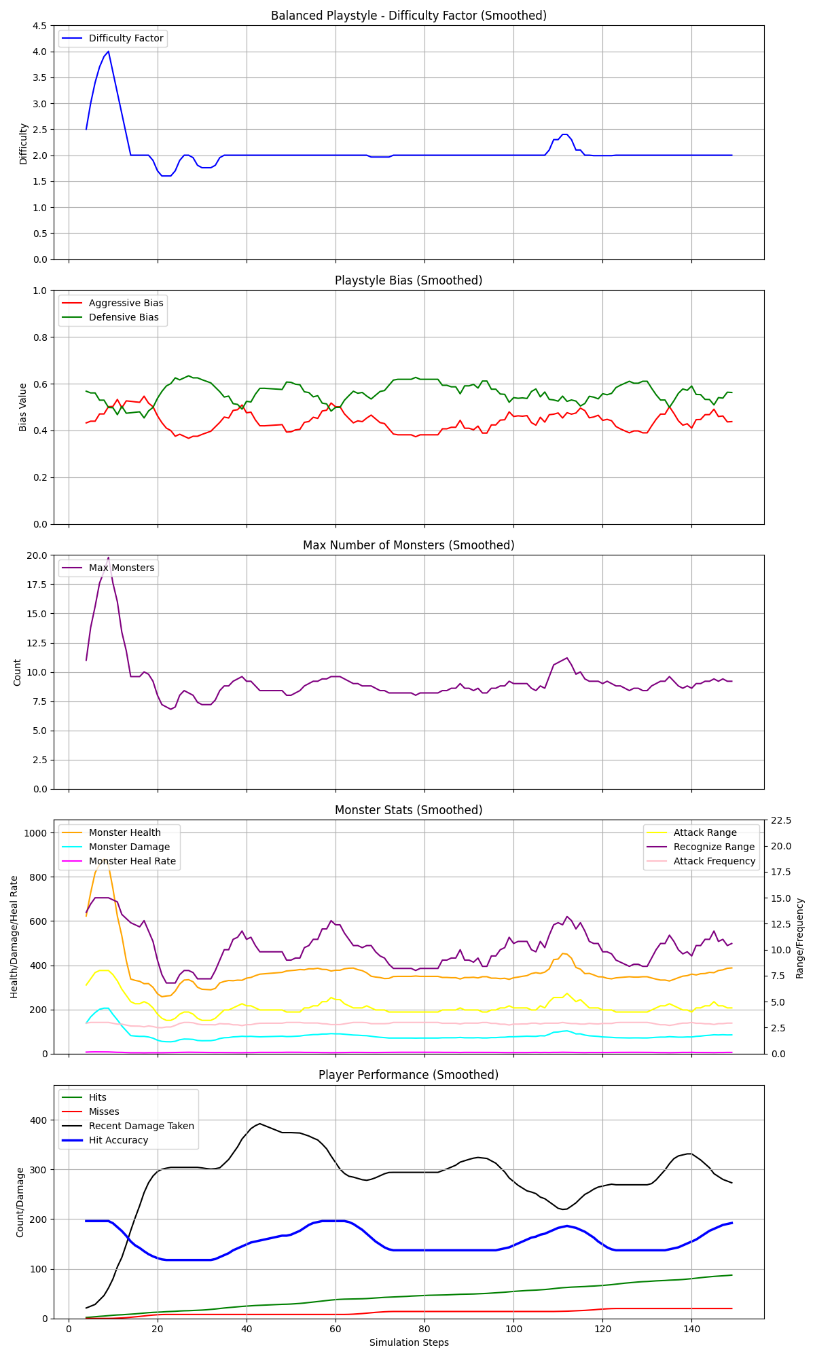 Balanced Playstyle - Difficulty Factor (Smoothed)
Difficulty Factor
Difficulty
4.5
4.0
3.5
3.0
2.5
2.0
1.5
1.0
0.5
0.0
Playstyle Bias (Smoothed)
Aggressive Bias
Defensive Bias
Bias Value
1.0
0.8
0.6
0.4
0.2
0.0
Max Number of Monsters (Smoothed)
Max Monsters
Count
20.0
17.5
15.0
12.5
10.0
7.5
5.0
2.5
0.0
Monster Stats (Smoothed)
Monster Health
Monster Damage
Monster Heal Rate
Attack Range
Recognize Range
Attack Frequency
Health/Damage/Heal Rate
1000
800
600
400
200
0
22.5
20.0
17.5
15.0
12.5
10.0
7.5
5.0
2.5
0.0
Range/Frequency
Player Performance (Smoothed)
Hits
Misses
Recent Damage Taken
Hit Accuracy
Count/Damage
400
300
200
100
0
0 20 40 60 80 100 120 140
Simulation Steps